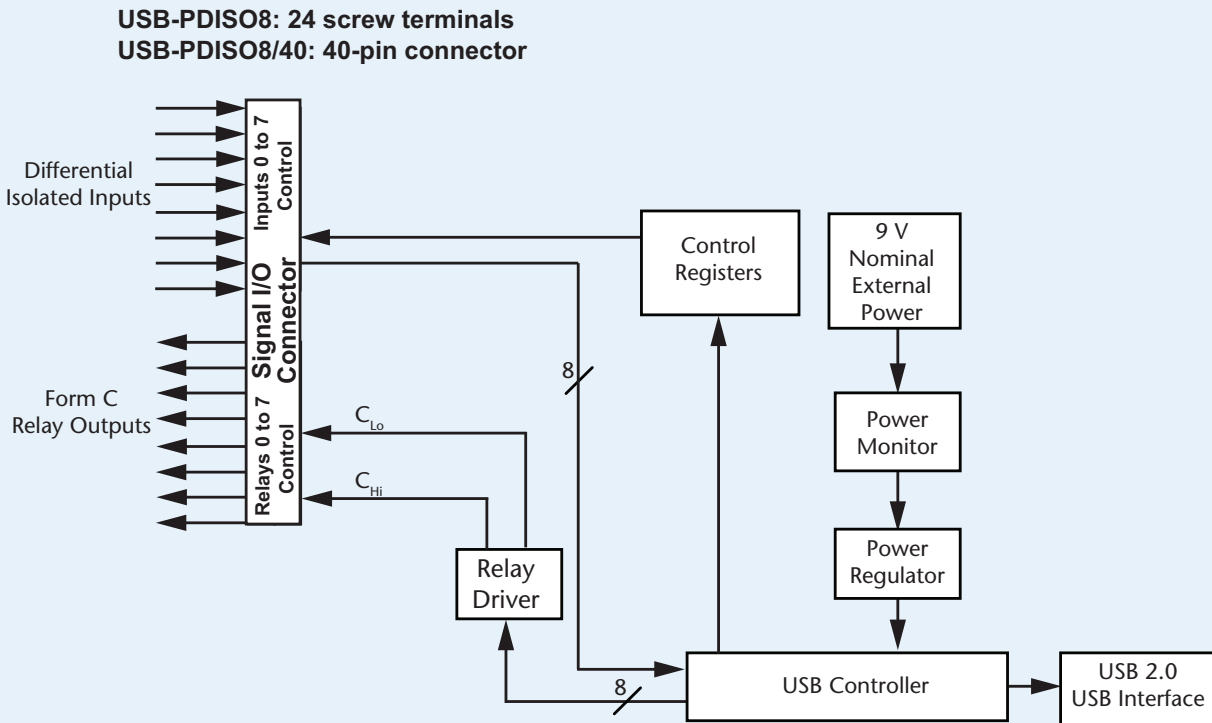 USB-PDISO8: 24 screw terminals
USB-PDISO8/40: 40-pin connector
Differential
Isolated Inputs
Inputs 0 to 7
Control
Signal I/O
Connector
Relays 0 to 7
Control
Form C
Relay Outputs
Control
Registers
9 V
Nominal
External
Power
8
C Lo
C Hi
Power
Monitor
Relay
Driver
Power
Regulator
8
USB Controller
USB 2.0
USB Interface